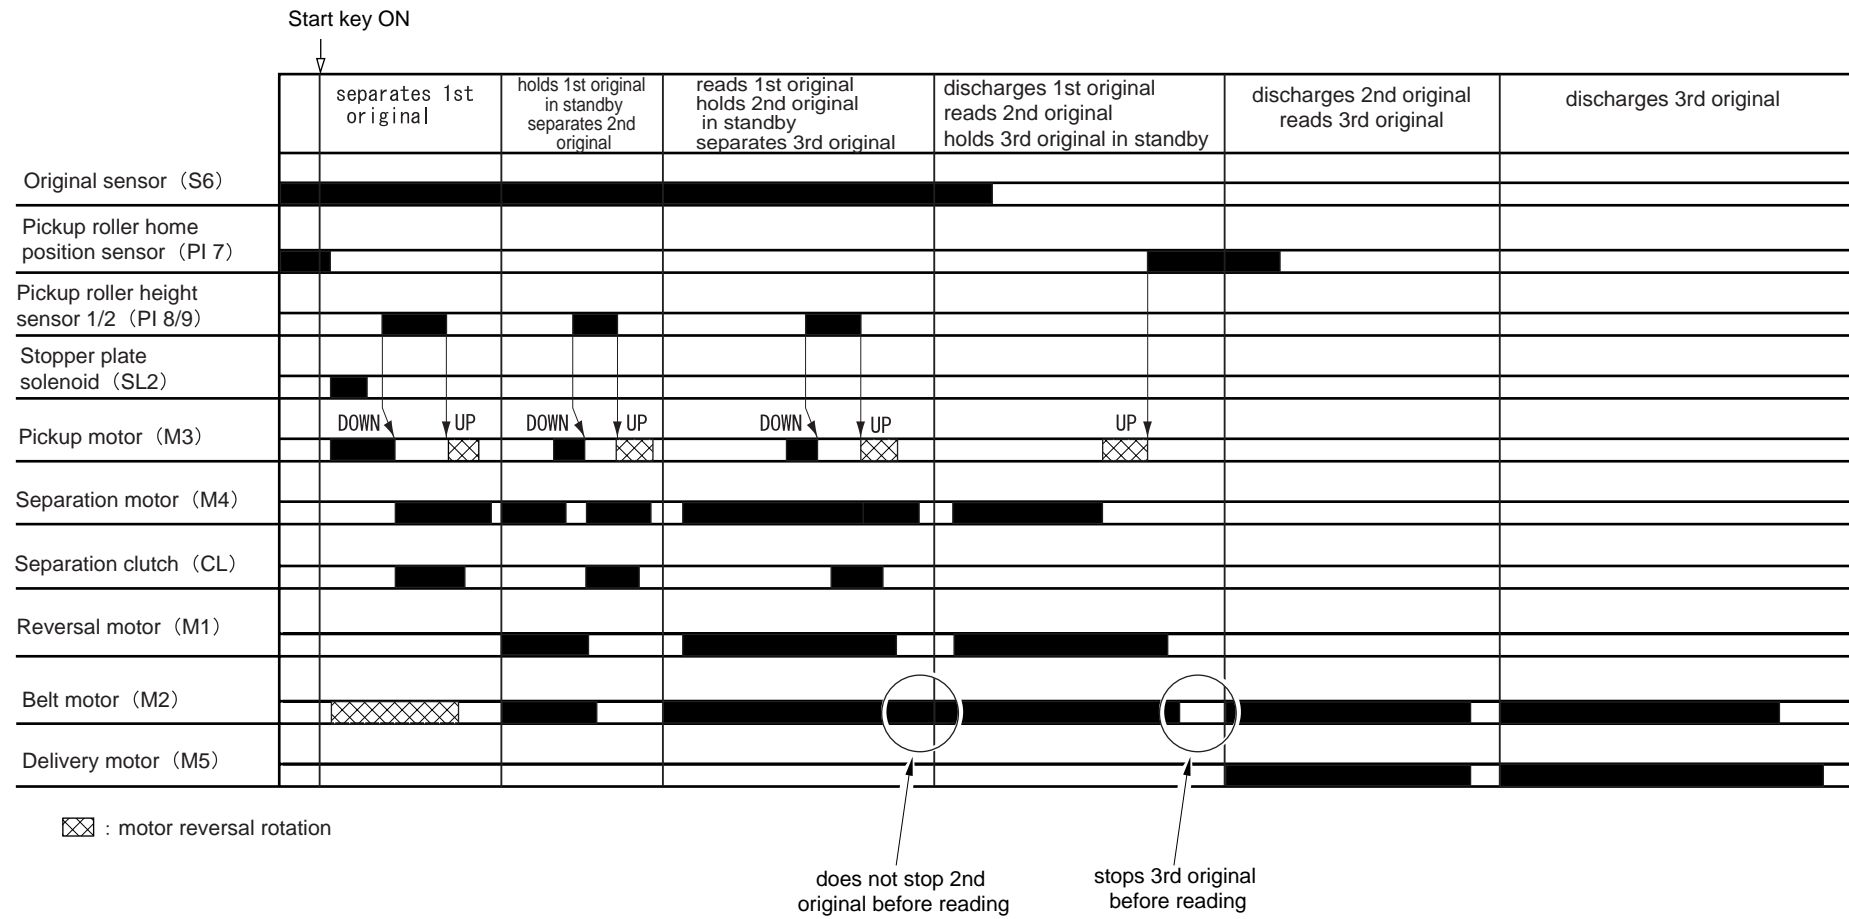 Start key ON
separates 1st
original
holds 1st original
in standby
separates 2nd
original
reads 1st original
holds 2nd original
in standby
separates 3rd original
discharges 1st original
reads 2nd original
holds 3rd original in standby
discharges 2nd original
reads 3rd original
discharges 3rd original
Original sensor（S6）
Pickup roller home
position sensor（PI 7）
Pickup roller height
sensor 1/2（PI 8/9）
Stopper plate
solenoid（SL2）
DOWN UP DOWN UP DOWN UP UP
Pickup motor（M3）
Separation motor（M4）
Separation clutch（CL）
Reversal motor（M1）
Belt motor（M2）
Delivery motor（M5）
: motor reversal rotation
does not stop 2nd
original before reading
stops 3rd original
before reading